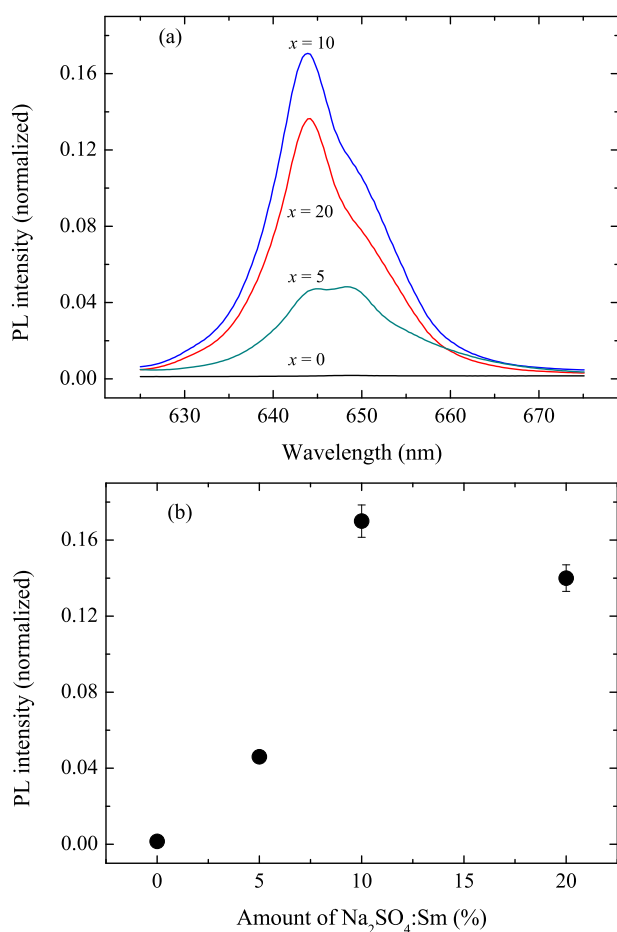 (a)
x = 10
0.16
0.12
x = 20
0.08
x = 5
0.04
x = 0
0.00
PL intensity (normalized)
630 640 650 660 670
Wavelength (nm)
(b)
0.16
0.12
0.08
0.04
0.00
PL intensity (normalized)
0 5 10 15 20
Amount of Na₂SO₄:Sm (%)